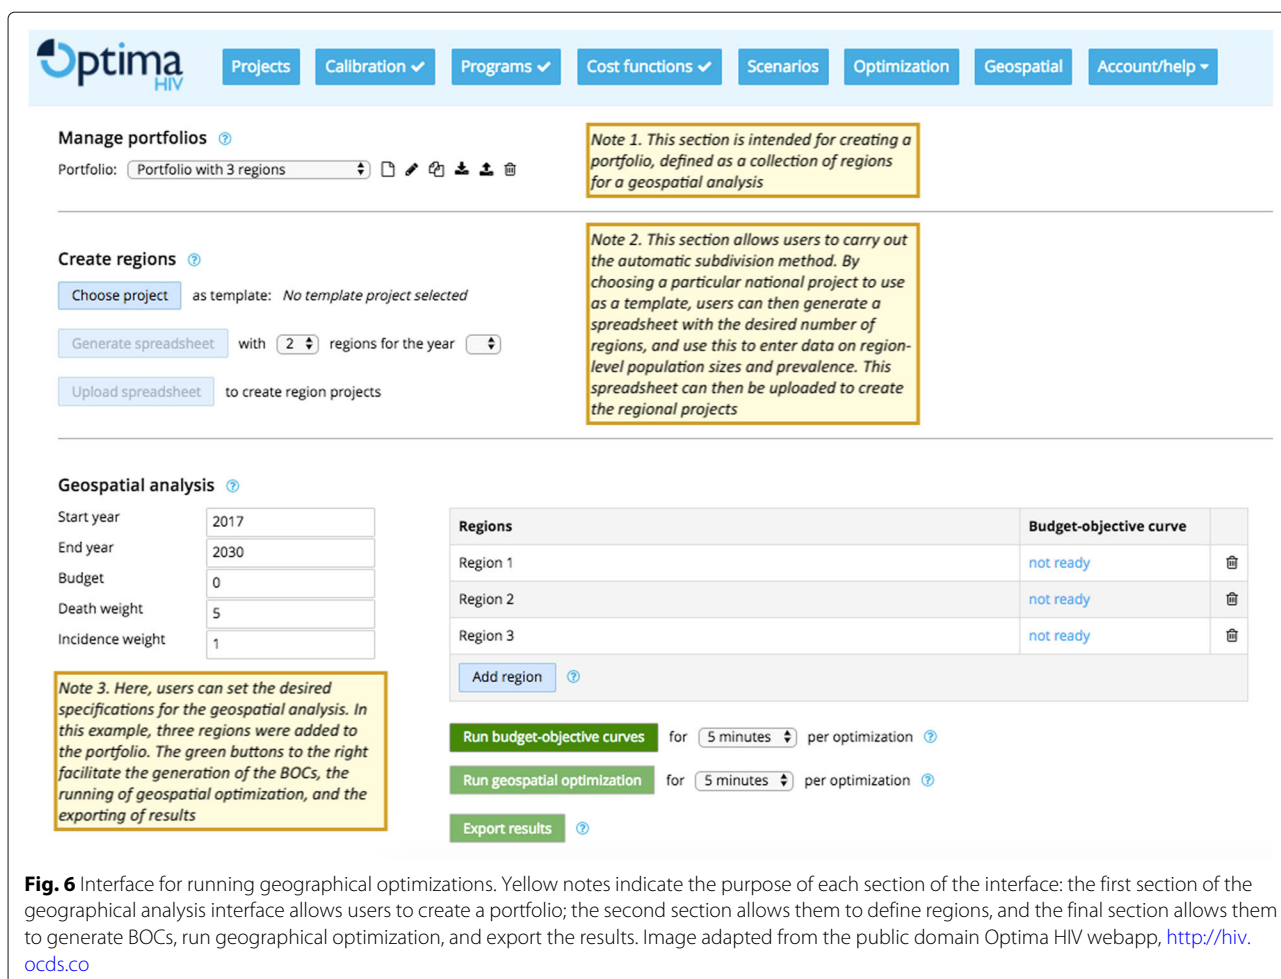 Optima
HIV
Projects
Calibration ✔
Programs ✔
Cost functions ✔
Scenarios
Optimization
Geospatial
Account/help
Manage portfolios ?
Portfolio: Portfolio with 3 regions
Note 1. This section is intended for creating a
portfolio, defined as a collection of regions
for a geospatial analysis
Create regions ?
Choose project as template: No template project selected
Generate spreadsheet with 2 regions for the year
Upload spreadsheet to create region projects
Note 2. This section allows users to carry out
the automatic subdivision method. By
choosing a particular national project to use
as a template, users can then generate a
spreadsheet with the desired number of
regions, and use this to enter data on region-
level population sizes and prevalence. This
spreadsheet can then be uploaded to create
the regional projects
Geospatial analysis ?
Start year 2017
End year 2030
Budget 0
Death weight 5
Incidence weight 1
Note 3. Here, users can set the desired
specifications for the geospatial analysis. In
this example, three regions were added to
the portfolio. The green buttons to the right
facilitate the generation of the BOCs, the
running of geospatial optimization, and the
exporting of results
Regions Budget-objective curve
Region 1 not ready
Region 2 not ready
Region 3 not ready
Add region ?
Run budget-objective curves for 5 minutes per optimization ?
Run geospatial optimization for 5 minutes per optimization ?
Export results ?
Fig. 6 Interface for running geographical optimizations. Yellow notes indicate the purpose of each section of the interface: the first section of the
geographical analysis interface allows users to create a portfolio; the second section allows them to define regions, and the final section allows them
to generate BOCs, run geographical optimization, and export the results. Image adapted from the public domain Optima HIV webapp, http://hiv.
ocds.co